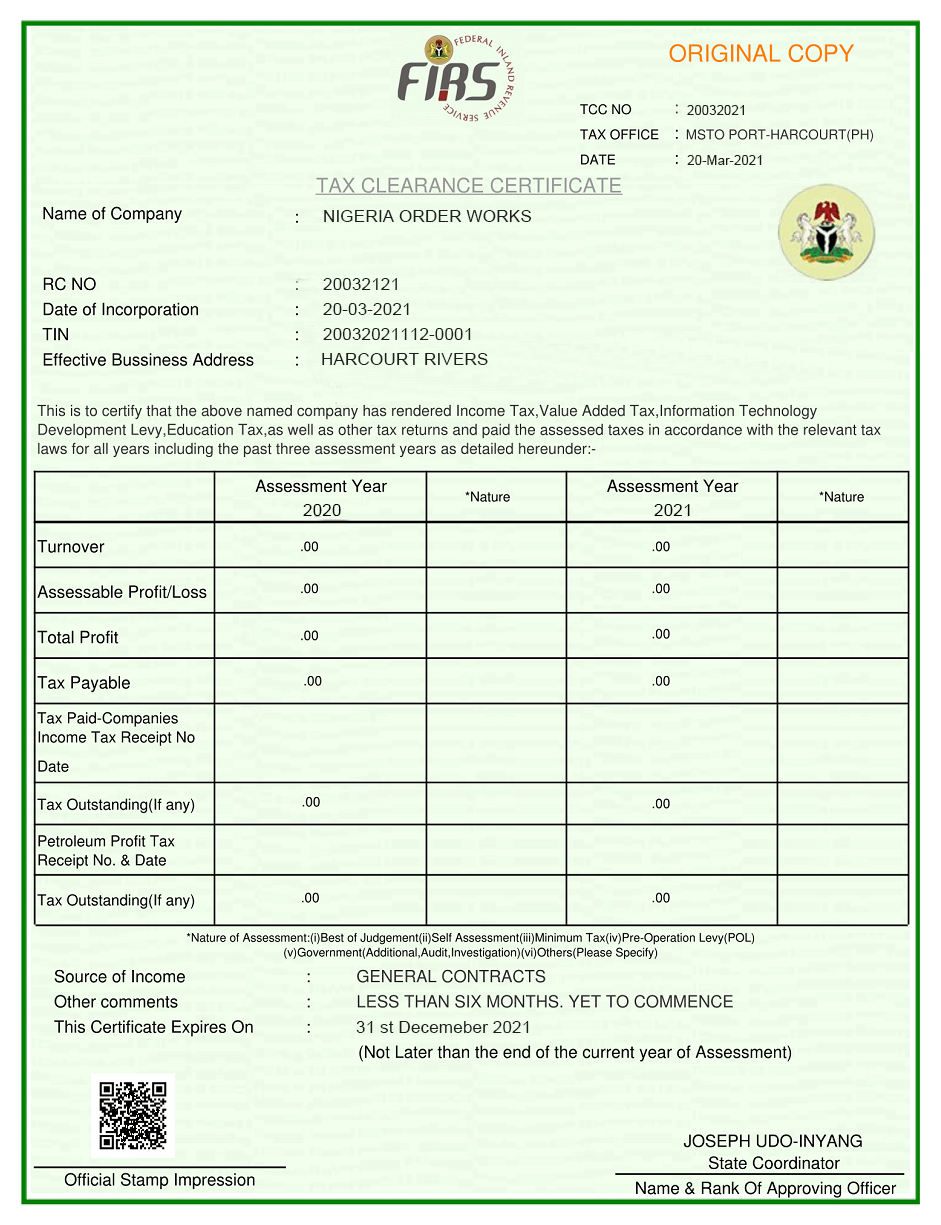 FEDERAL INLAND REVENUE SERVICE
FIRS
ORIGINAL COPY
TCC NO : 20032021
TAX OFFICE : MSTO PORT-HARCOURT(PH)
DATE : 20-Mar-2021
TAX CLEARANCE CERTIFICATE
Name of Company : NIGERIA ORDER WORKS
RC NO : 20032121
Date of Incorporation : 20-03-2021
TIN : 20032021112-0001
Effective Bussiness Address : HARCOURT RIVERS
This is to certify that the above named company has rendered Income Tax,Value Added Tax,Information Technology
Development Levy,Education Tax,as well as other tax returns and paid the assessed taxes in accordance with the relevant tax
laws for all years including the past three assessment years as detailed hereunder:-
Assessment Year 2020 *Nature Assessment Year 2021 *Nature
Turnover .00 .00
Assessable Profit/Loss .00 .00
Total Profit .00 .00
Tax Payable .00 .00
Tax Paid-Companies
Income Tax Receipt No
Date
Tax Outstanding(If any) .00 .00
Petroleum Profit Tax
Receipt No. & Date
Tax Outstanding(If any) .00 .00
*Nature of Assessment:(i)Best of Judgement(ii)Self Assessment(iii)Minimum Tax(iv)Pre-Operation Levy(POL)
(v)Government(Additional,Audit,Investigation)(vi)Others(Please Specify)
Source of Income : GENERAL CONTRACTS
Other comments : LESS THAN SIX MONTHS. YET TO COMMENCE
This Certificate Expires On : 31 st Decemeber 2021
(Not Later than the end of the current year of Assessment)
JOSEPH UDO-INYANG
State Coordinator
Official Stamp Impression
Name & Rank Of Approving Officer